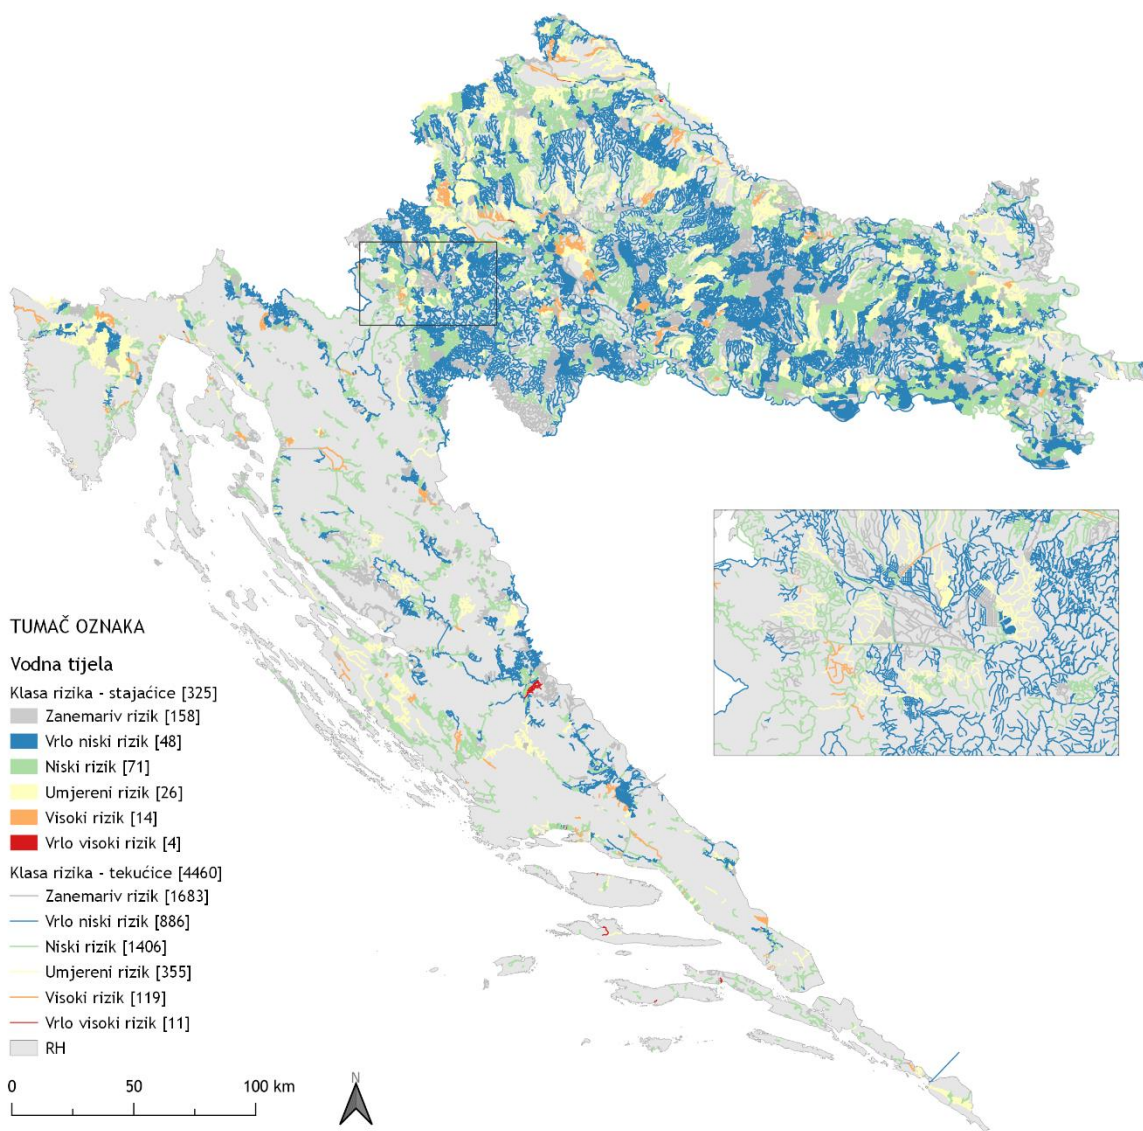 TUMAČ OZNAKA
Vodna tijela
Klasa rizika - stajaćice [325]
Zanemariv rizik [158]
Vrlo niski rizik [48]
Niski rizik [71]
Umjereni rizik [26]
Visoki rizik [14]
Vrlo visoki rizik [4]
Klasa rizika - tekućice [4460]
Zanemariv rizik [1683]
Vrlo niski rizik [886]
Niski rizik [1406]
Umjereni rizik [355]
Visoki rizik [119]
Vrlo visoki rizik [11]
RH
0 50 100 km
N